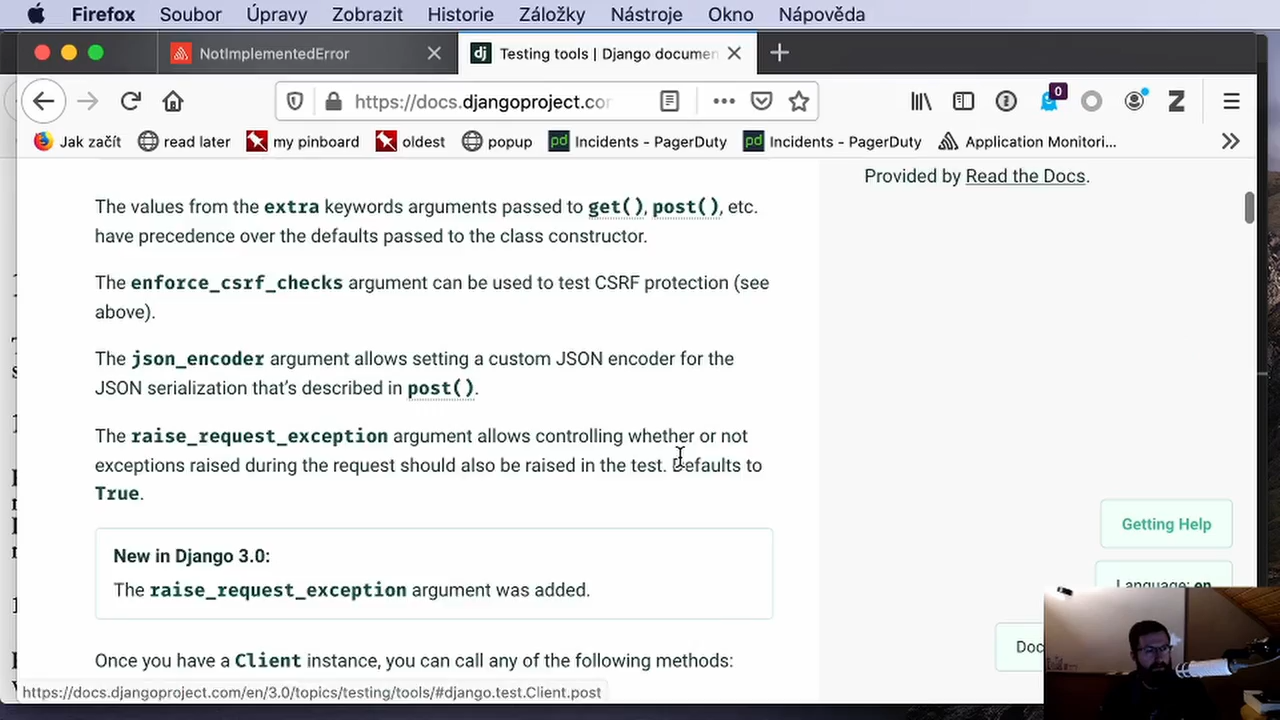 Firefox Soubor Úpravy Zobrazit Historie Záložky Nástroje Okno Nápověda
NotImplementedError
dj Testing tools | Django documen
https://docs.djangoproject.co
0
Jak začít read later my pinboard oldest popup pd Incidents - PagerDuty pd Incidents - PagerDuty Application Monitori...
Provided by Read the Docs.
The values from the extra keywords arguments passed to get(), post(), etc.
have precedence over the defaults passed to the class constructor.
The enforce_csrf_checks argument can be used to test CSRF protection (see
above).
The json_encoder argument allows setting a custom JSON encoder for the
JSON serialization that’s described in post().
The raise_request_exception argument allows controlling whether or not
exceptions raised during the request should also be raised in the test. Defaults to
True.
Getting Help
New in Django 3.0:
The raise_request_exception argument was added.
Language: en
Doc
Once you have a Client instance, you can call any of the following methods:
https://docs.djangoproject.com/en/3.0/topics/testing/tools/#django.test.Client.post